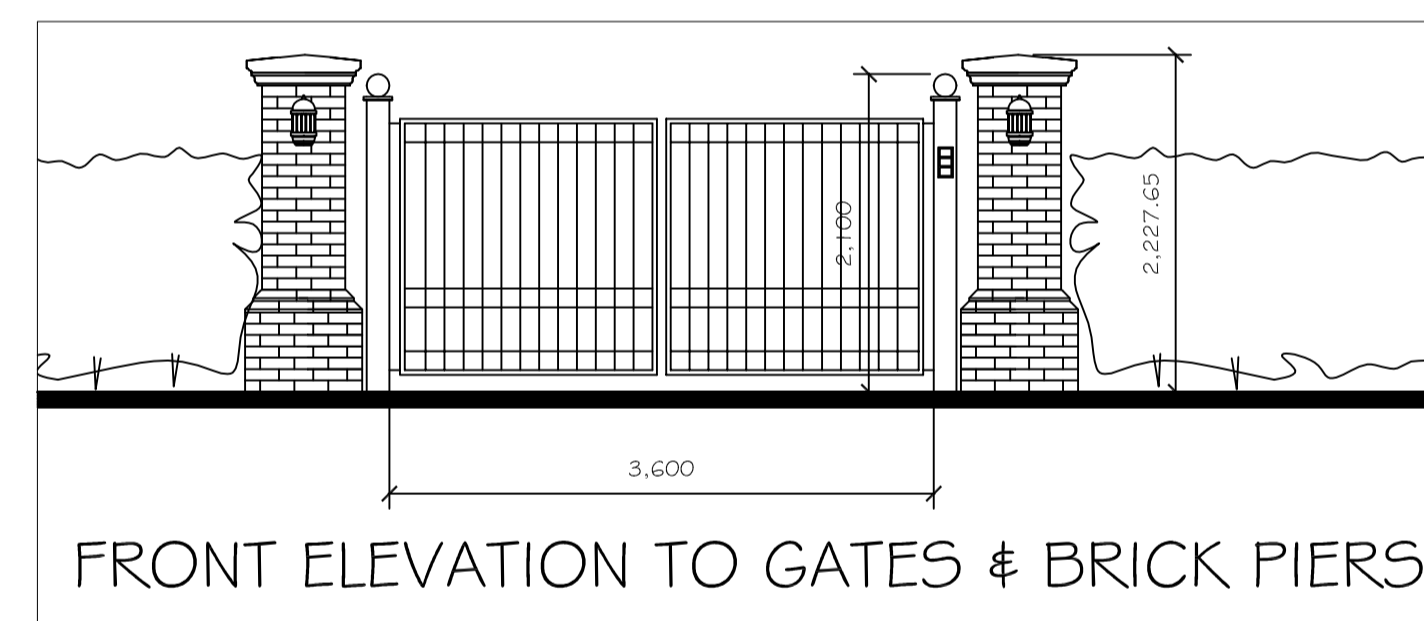 2,100
2,227.65
3,600
FRONT ELEVATION TO GATES & BRICK PIERS